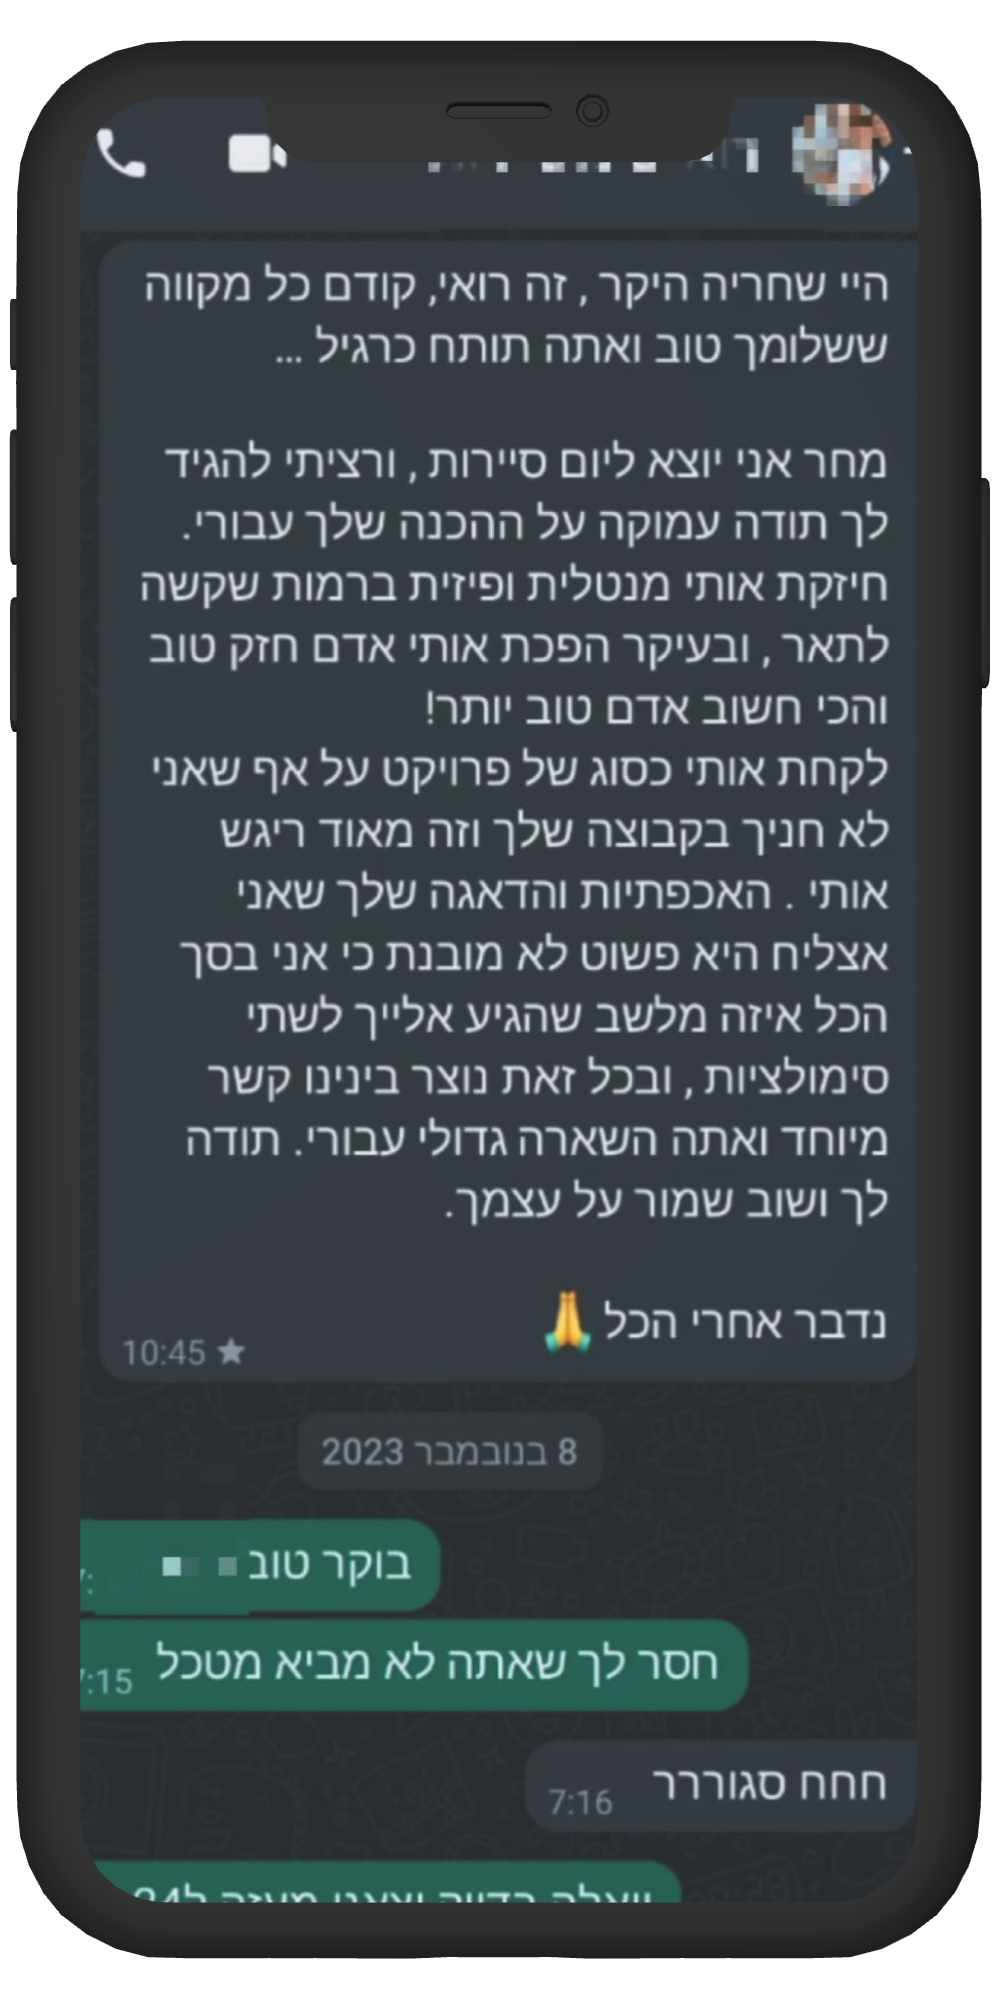 היי שחריה היקר , זה רואי, קודם כל מקווה
ששלומך טוב ואתה תותח כרגיל ...
מחר אני יוצא ליום סיירות , ורציתי להגיד
לך תודה עמוקה על ההכנה שלך עבורי.
חיזקת אותי מנטלית ופיזית ברמות שקשה
לתאר , ובעיקר הפכת אותי אדם חזק טוב
והכי חשוב אדם טוב יותר!
לקחת אותי כסוג של פרויקט על אף שאני
לא חניך בקבוצה שלך וזה מאוד ריגש
אותי . האכפתיות והדאגה שלך שאני
אצליח היא פשוט לא מובנת כי אני בסך
הכל איזה מלשב שהגיע אלייך לשתי
סימולציות , ובכל זאת נוצר בינינו קשר
מיוחד ואתה השארה גדולי עבורי. תודה
לך ושוב שמור על עצמך.
נדבר אחרי הכל 🙏
10:45
8 בנובמבר 2023
בוקר טוב
חסר לך שאתה לא מביא מטכל
:15
חחח סגוררר
7:16